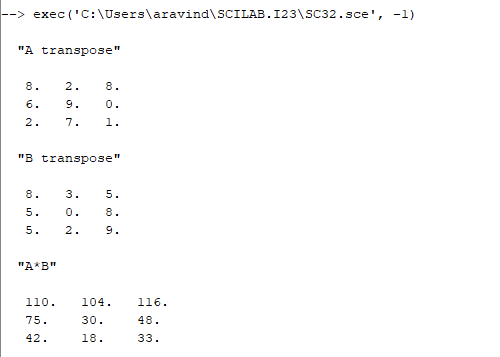 --> exec('C:\Users\aravind\SCILAB.I23\SC32.sce', -1)
"A transpose"
8. 2. 8.
6. 9. 0.
2. 7. 1.
"B transpose"
8. 3. 5.
5. 0. 8.
5. 2. 9.
"A*B"
110. 104. 116.
75. 30. 48.
42. 18. 33.